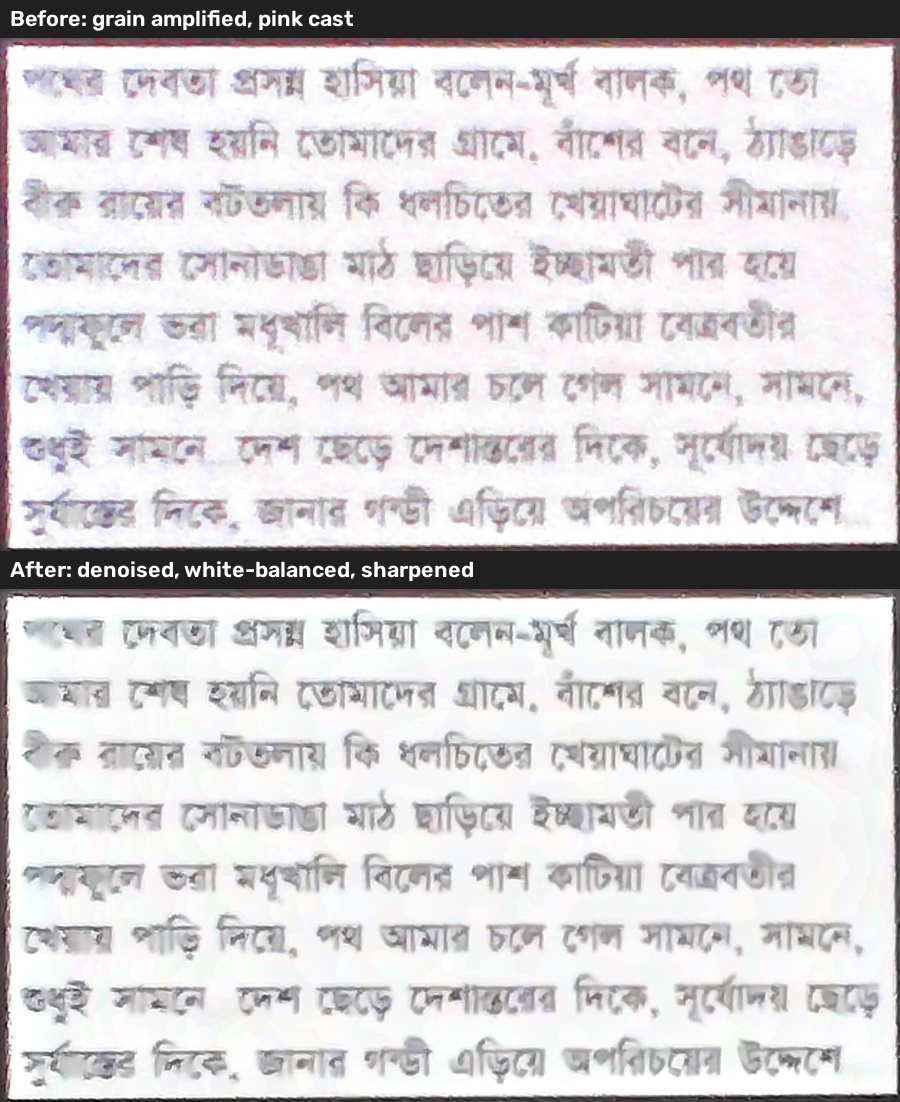 Before: grain amplified, pink cast
পথের দেবতা প্রসন্ন হাসিয়া বলেন-মূর্খ বালক, পথ তো
আমার শেষ হয়নি তোমাদের গ্রামে, বাঁশের বনে, ঠ্যাঙাড়ে
বীরু রায়ের বটতলায় কি ধলচিতের খেয়াঘাটের সীমানায়
তোমাদের সোনাডাঙা মাঠ ছাড়িয়ে ইচ্ছামতী পার হয়ে
পদ্মফুলে ভরা মধুখালি বিলের পাশ কাটিয়া বেত্রবতীর
খেয়ায় পাড়ি দিয়ে, পথ আমার চলে গেল সামনে, সামনে,
শুধুই সামনে দেশ ছেড়ে দেশান্তরের দিকে, সূর্যোদয় ছেড়ে
সূর্যাস্তের দিকে, জানার গন্ডী এড়িয়ে অপরিচয়ের উদ্দেশে
After: denoised, white-balanced, sharpened
পথের দেবতা প্রসন্ন হাসিয়া বলেন-মূর্খ বালক, পথ তো
আমার শেষ হয়নি তোমাদের গ্রামে, বাঁশের বনে, ঠ্যাঙাড়ে
বীরু রায়ের বটতলায় কি ধলচিতের খেয়াঘাটের সীমানায়
তোমাদের সোনাডাঙা মাঠ ছাড়িয়ে ইচ্ছামতী পার হয়ে
পদ্মফুলে ভরা মধুখালি বিলের পাশ কাটিয়া বেত্রবতীর
খেয়ায় পাড়ি দিয়ে, পথ আমার চলে গেল সামনে, সামনে,
শুধুই সামনে দেশ ছেড়ে দেশান্তরের দিকে, সূর্যোদয় ছেড়ে
সূর্যাস্তের দিকে, জানার গন্ডী এড়িয়ে অপরিচয়ের উদ্দেশে